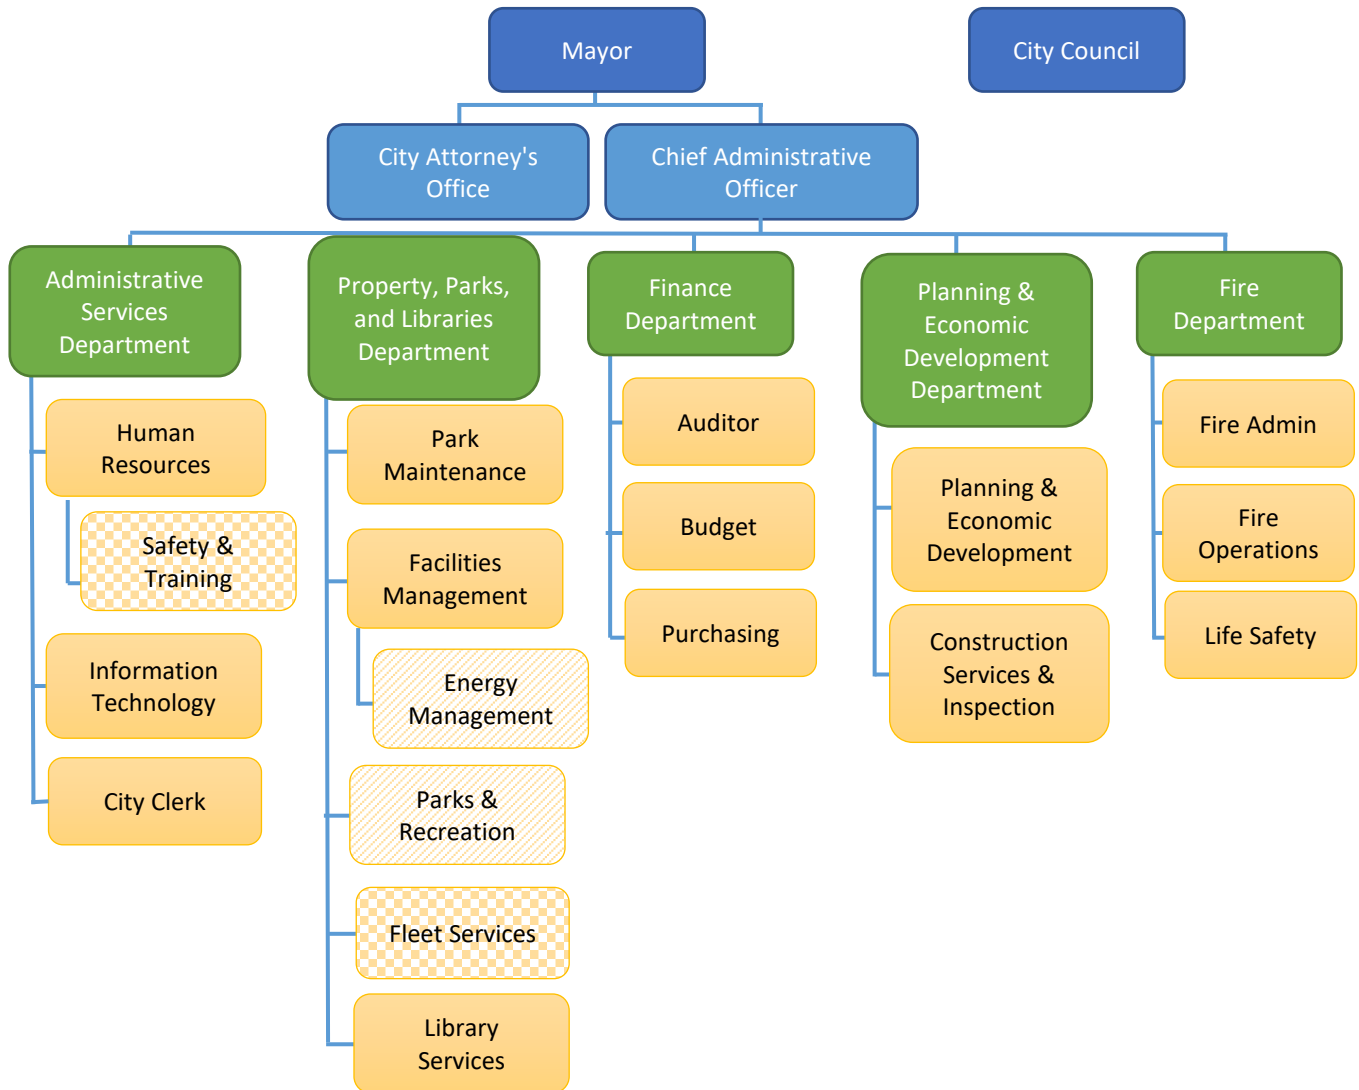 Mayor
City Council
City Attorney's
Office
Chief Administrative
Officer
Administrative
Services
Department
Human
Resources
Safety &
Training
Information
Technology
City Clerk
Property, Parks,
and Libraries
Department
Park
Maintenance
Facilities
Management
Energy
Management
Parks &
Recreation
Fleet Services
Library
Services
Finance
Department
Auditor
Budget
Purchasing
Planning &
Economic
Development
Department
Planning &
Economic
Development
Construction
Services &
Inspection
Fire
Department
Fire Admin
Fire
Operations
Life Safety